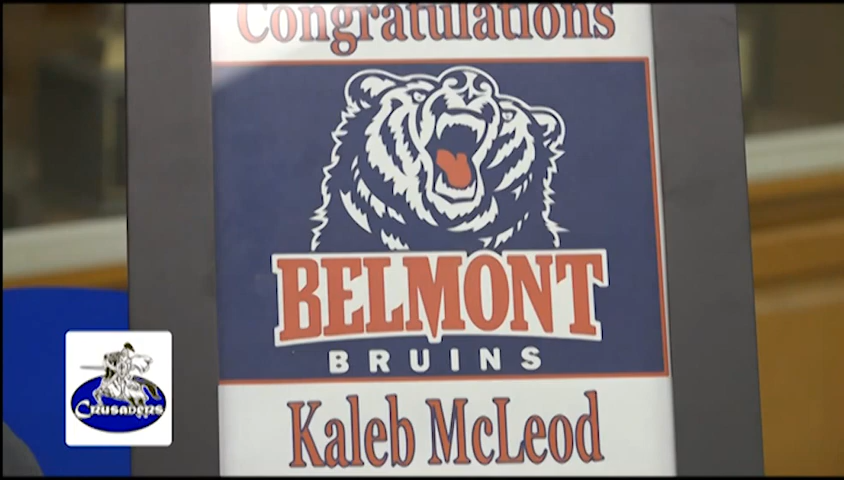 Congratulations
BELMONT
BRUINS
Kaleb McLeod
CRUSADERS